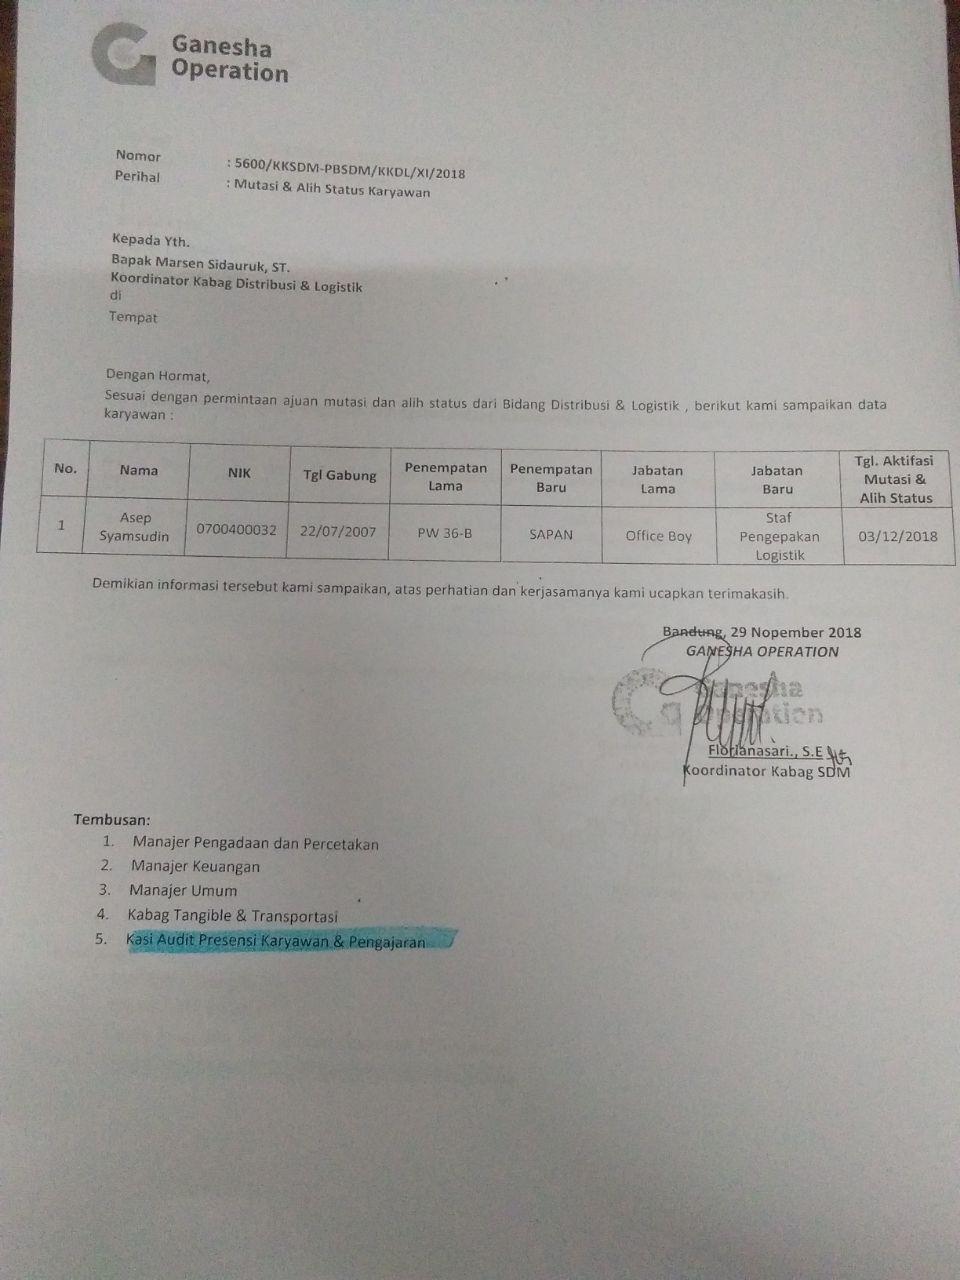 Ganesha
Operation
Nomor : 5600/KKSDM-PBSDM/KKDL/XI/2018
Perihal : Mutasi & Alih Status Karyawan
Kepada Yth.
Bapak Marsen Sidauruk, ST.
Koordinator Kabag Distribusi & Logistik
di
Tempat
Dengan Hormat,
Sesuai dengan permintaan ajuan mutasi dan alih status dari Bidang Distribusi & Logistik , berikut kami sampaikan data
karyawan :
No. Nama NIK Tgl Gabung Penempatan Lama Penempatan Baru Jabatan Lama Jabatan Baru Tgl. Aktifasi Mutasi & Alih Status
1 Asep Syamsudin 0700400032 22/07/2007 PW 36-B SAPAN Office Boy Staf Pengepakan Logistik 03/12/2018
Demikian informasi tersebut kami sampaikan, atas perhatian dan kerjasamanya kami ucapkan terimakasih.
Bandung, 29 Nopember 2018
GANESHA OPERATION
Ganesha
Operation
Florianasari., S.E
Koordinator Kabag SDM
Tembusan:
1. Manajer Pengadaan dan Percetakan
2. Manajer Keuangan
3. Manajer Umum
4. Kabag Tangible & Transportasi
5. Kasi Audit Presensi Karyawan & Pengajaran